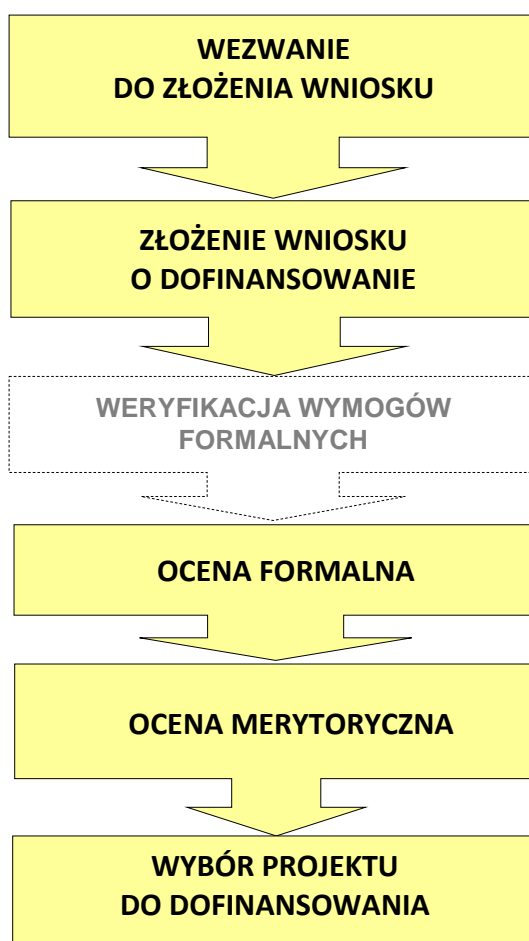 WEZWANIE
DO ZŁOŻENIA WNIOSKU
ZŁOŻENIE WNIOSKU
O DOFINANSOWANIE
WERYFIKACJA WYMOGÓW
FORMALNYCH
OCENA FORMALNA
OCENA MERYTORYCZNA
WYBÓR PROJEKTU
DO DOFINANSOWANIA